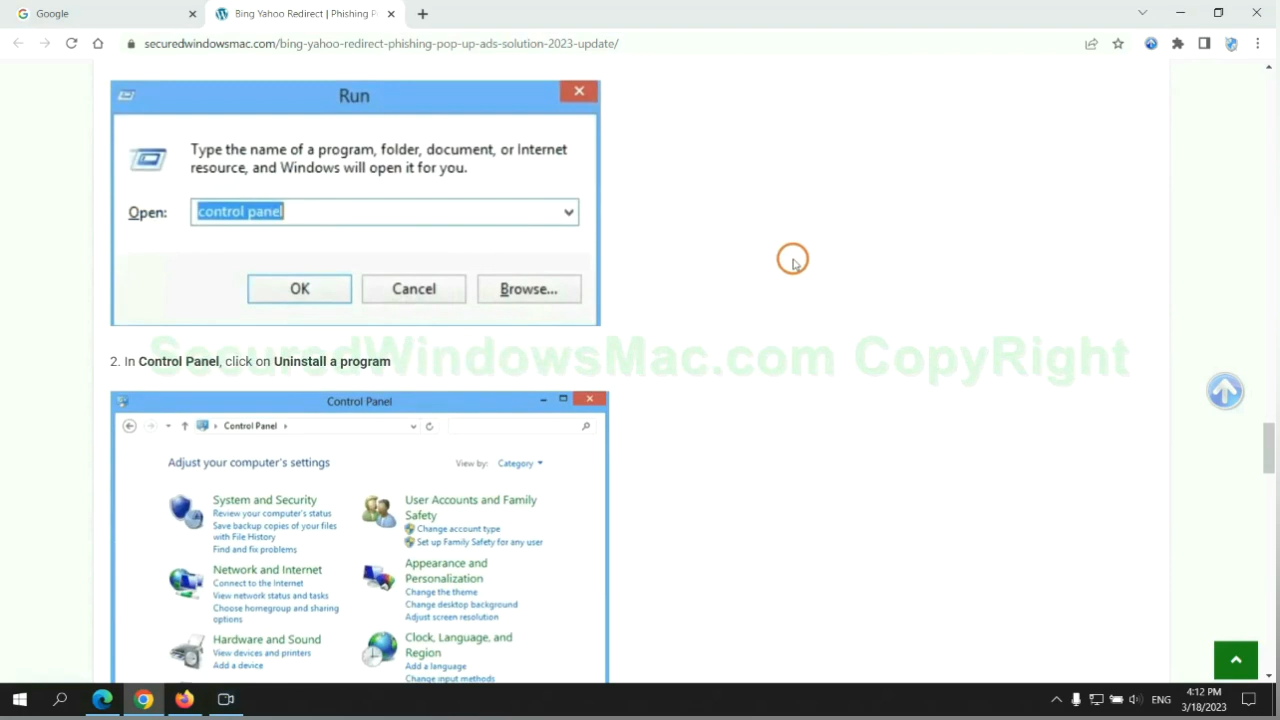 Google
Bing Yahoo Redirect | Phishing P
securedwindowsmac.com/bing-yahoo-redirect-phishing-pop-up-ads-solution-2023-update/
Run
Type the name of a program, folder, document, or Internet
resource, and Windows will open it for you.
Open:
control panel
OK
Cancel
Browse...
2. In Control Panel, click on Uninstall a program
SecuredWindowsMac.com CopyRight
Control Panel
Control Panel
Adjust your computer's settings
View by:
Category
System and Security
Review your computer's status
Save backup copies of your files
with File History
Find and fix problems
User Accounts and Family
Safety
Change account type
Set up Family Safety for any user
Network and Internet
Connect to the Internet
View network status and tasks
Choose homegroup and sharing
options
Appearance and
Personalization
Change the theme
Change desktop background
Adjust screen resolution
Hardware and Sound
View devices and printers
Add a device
Clock, Language, and
Region
Add a language
Change input methods
ENG
4:12 PM
3/18/2023